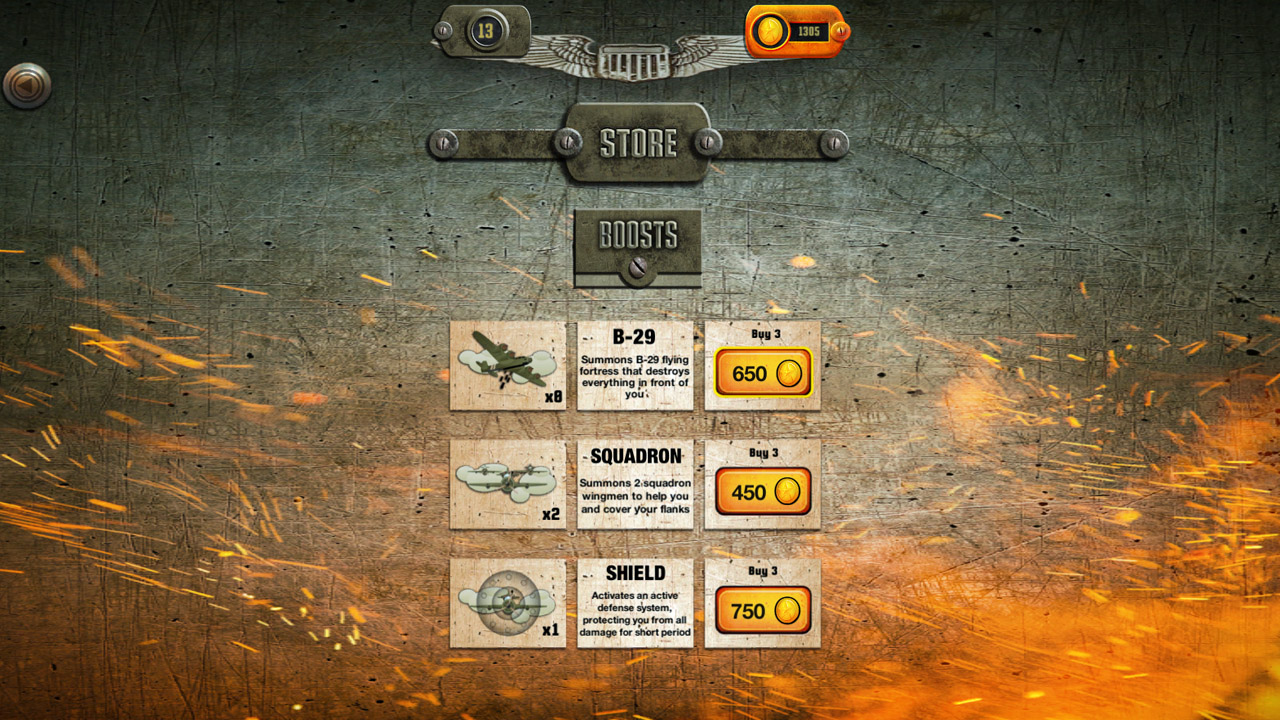 13
1305
STORE
BOOSTS
B-29
Summons B-29 flying
fortress that destroys
everything in front of
you
x0
Buy 3
650
SQUADRON
Summons 2 squadron
wingmen to help you
and cover your flanks
x2
Buy 3
450
SHIELD
Activates an active
defense system,
protecting you from all
damage for short period
x1
Buy 3
750